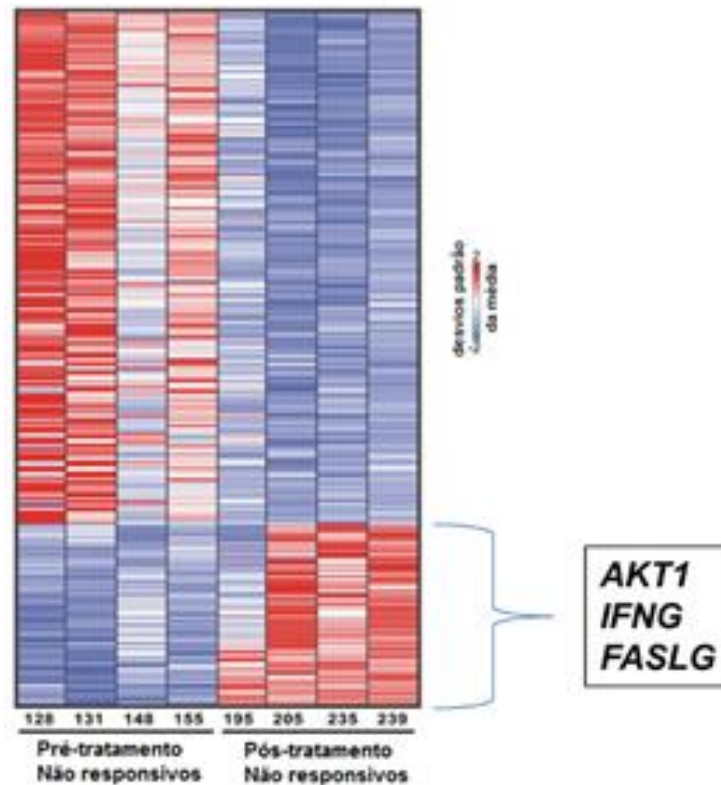 desvios padrão
da média
AKT1
IFNG
FASLG
128 131 148 155 195 205 235 239
Pré-tratamento
Não responsivos
Pós-tratamento
Não responsivos